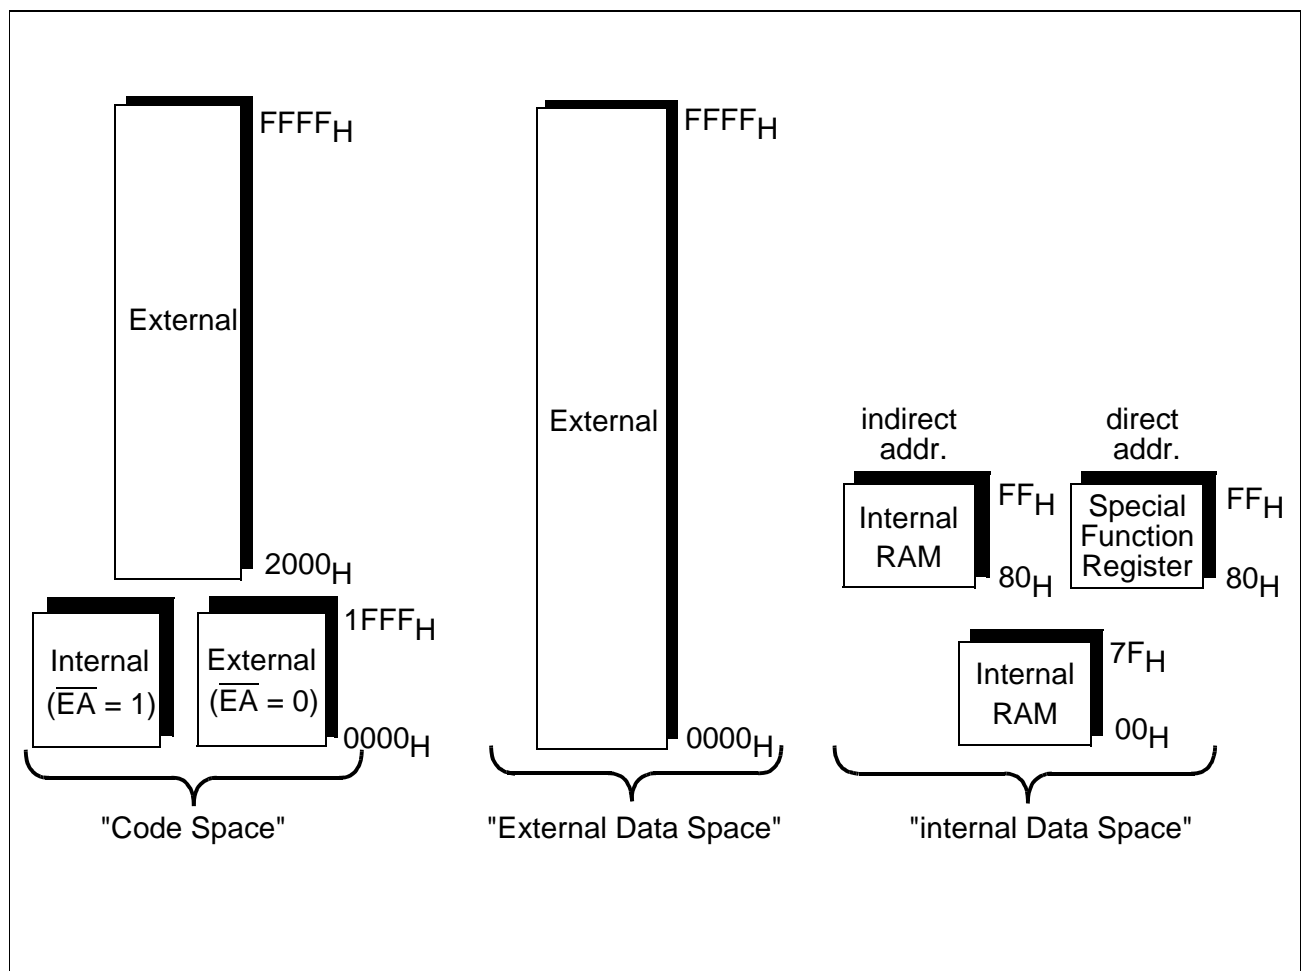 FFFFH
External
2000H
Internal
(EA = 1)
External
(EA = 0)
1FFFH
0000H
"Code Space"
FFFFH
External
0000H
"External Data Space"
indirect
addr.
Internal
RAM
FFH
80H
direct
addr.
Special
Function
Register
FFH
80H
Internal
RAM
7FH
00H
"internal Data Space"